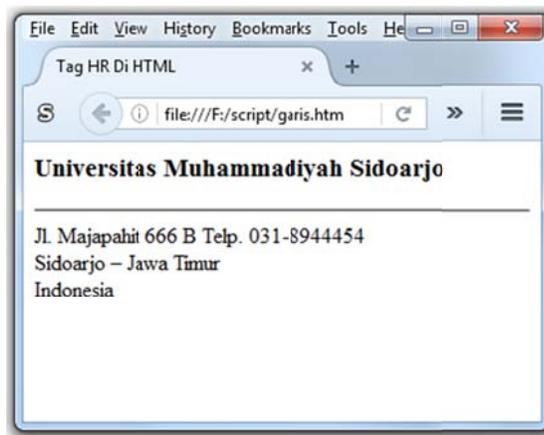 File Edit View History Bookmarks Tools He
Tag HR Di HTML
file:///F:/script/garis.htm
Universitas Muhammadiyah Sidoarjo
Jl. Majapahit 666 B Telp. 031-8944454
Sidoarjo – Jawa Timur
Indonesia